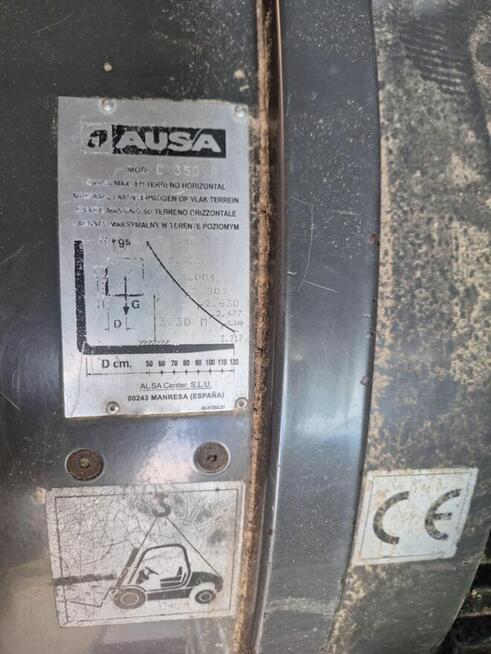 AUSA
MOD. C 350
CARGA MAX. EN TERRENO HORIZONTAL
OP VLAK TERREIN
SU TERRENO ORIZZONTALE
MAKSYMALNY W TERENIE POZIOMYM
Kgs
3.004
2.805
2.630
2.477
2.217
G
D
3.30 M
D cm. 50 60 70 80 90 100 110 120
AUSA Center, S.L.U.
08243 MANRESA (ESPAÑA)
S
CE